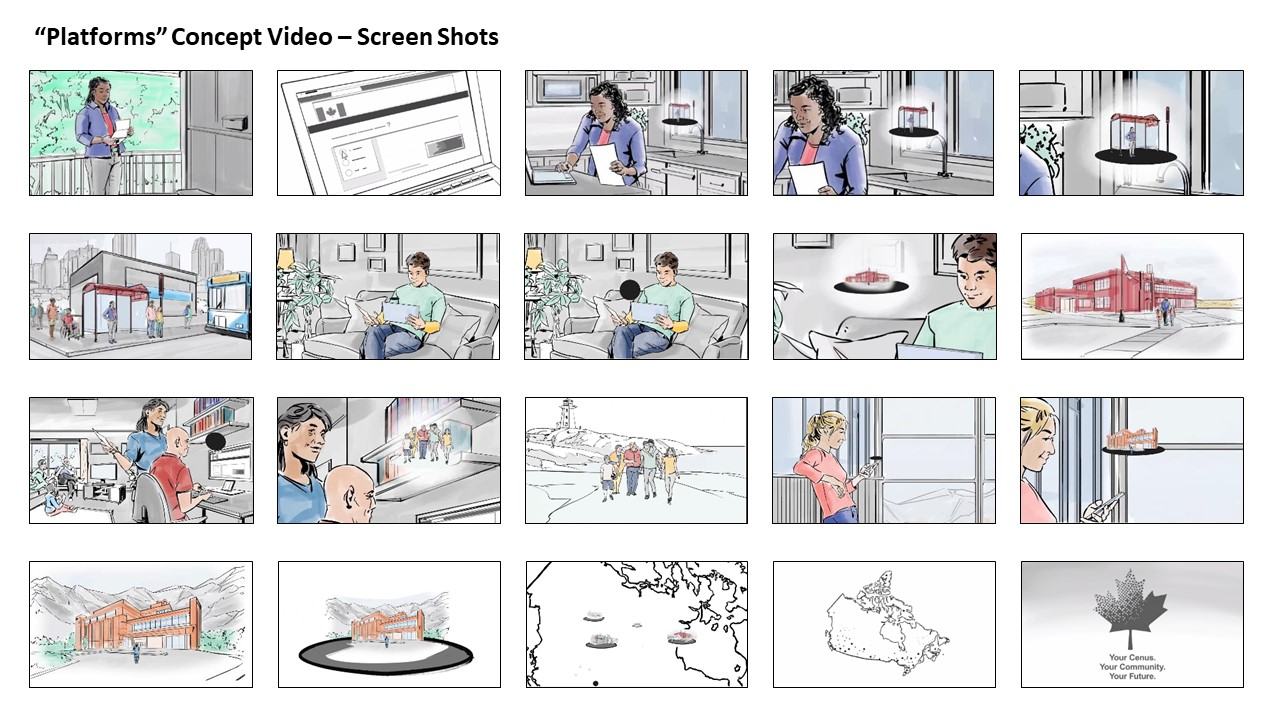 “Platforms” Concept Video – Screen Shots
Your Cenus.
Your Community.
Your Future.